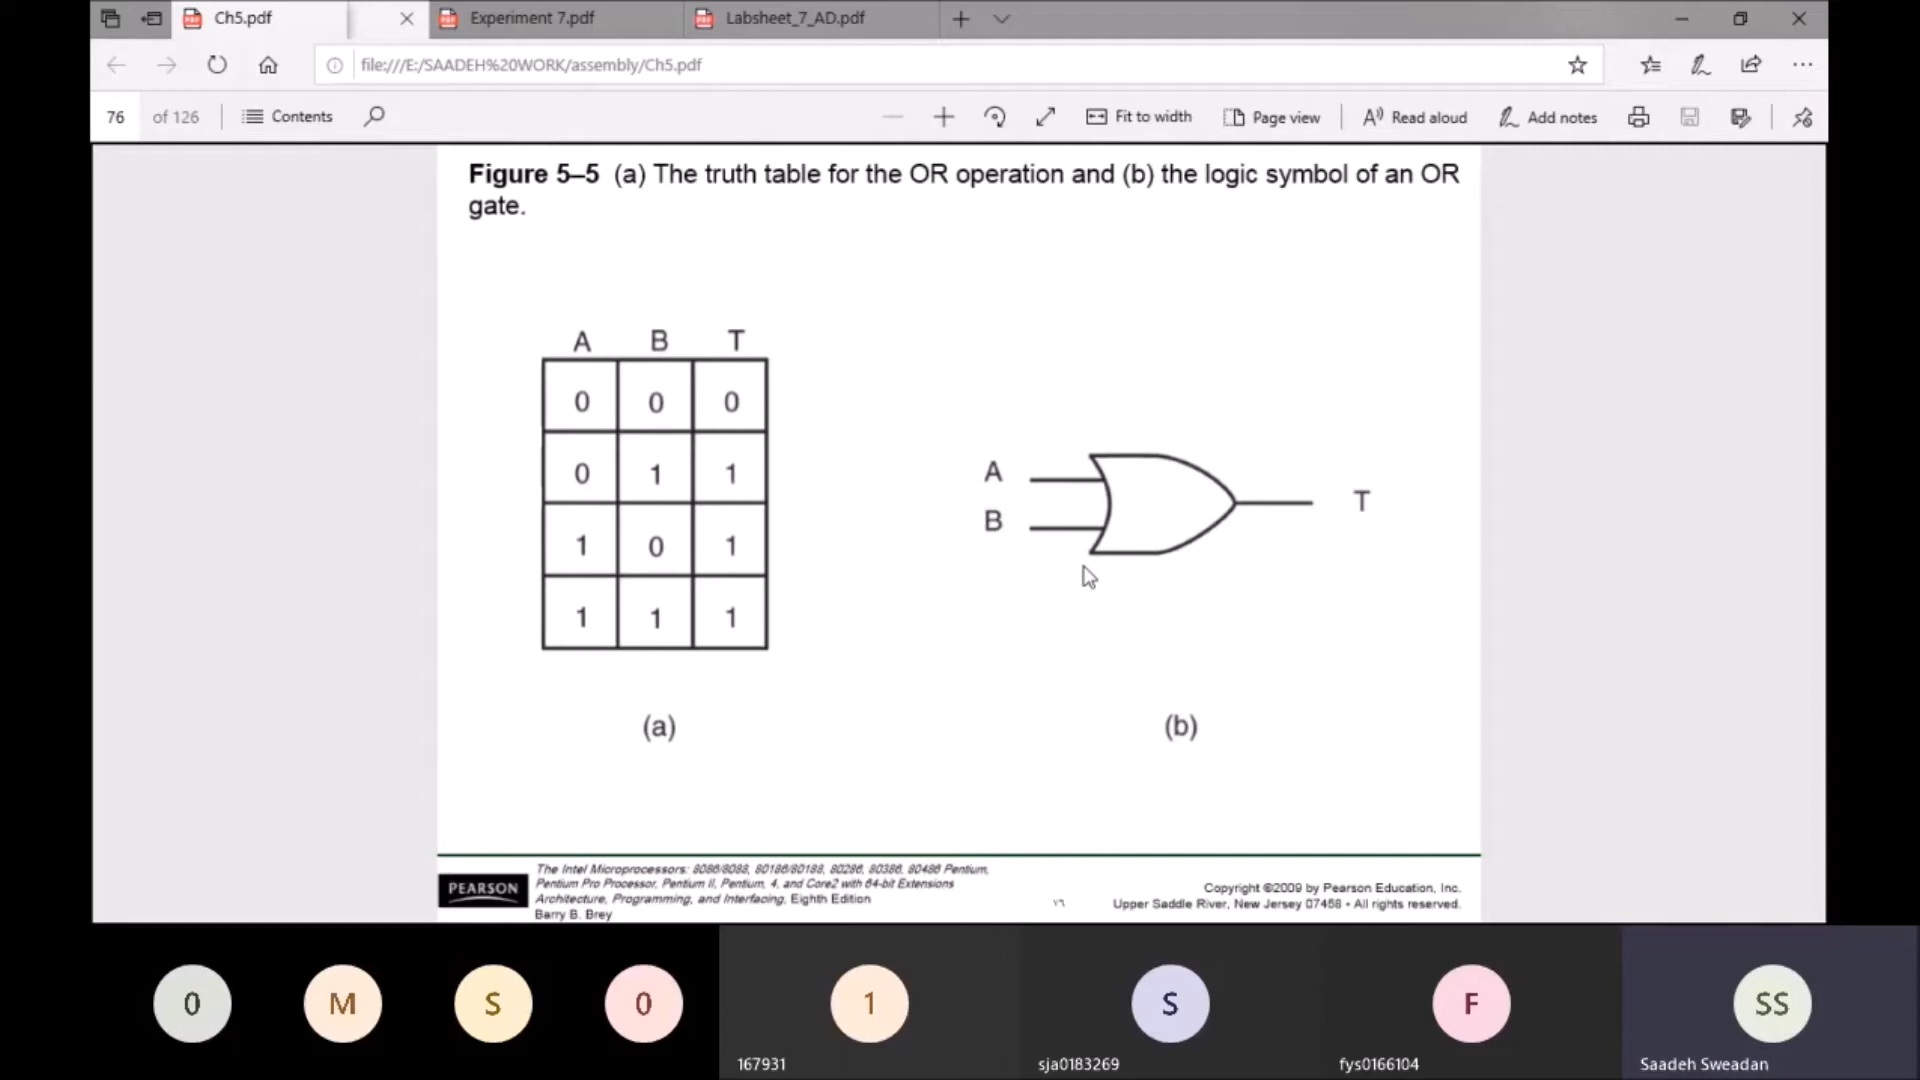 Ch5.pdf
Experiment 7.pdf
Labsheet_7_AD.pdf
file:///E:/SAADEH%20WORK/assembly/Ch5.pdf
76 of 126
Contents
Fit to width
Page view
Read aloud
Add notes
Figure 5–5 (a) The truth table for the OR operation and (b) the logic symbol of an OR
gate.
A B T
0 0 0
0 1 1
1 0 1
1 1 1
A
B
T
(a)
(b)
PEARSON
The Intel Microprocessors: 8086/8088, 80186/80188, 80286, 80386, 80486 Pentium,
Pentium Pro Processor, Pentium II, Pentium, 4, and Core2 with 64-bit Extensions
Architecture, Programming, and Interfacing, Eighth Edition
Barry B. Brey
٧٦
Copyright ©2009 by Pearson Education, Inc.
Upper Saddle River, New Jersey 07458 • All rights reserved.
0
M
S
0
1
S
F
SS
167931
sja0183269
fys0166104
Saadeh Sweadan